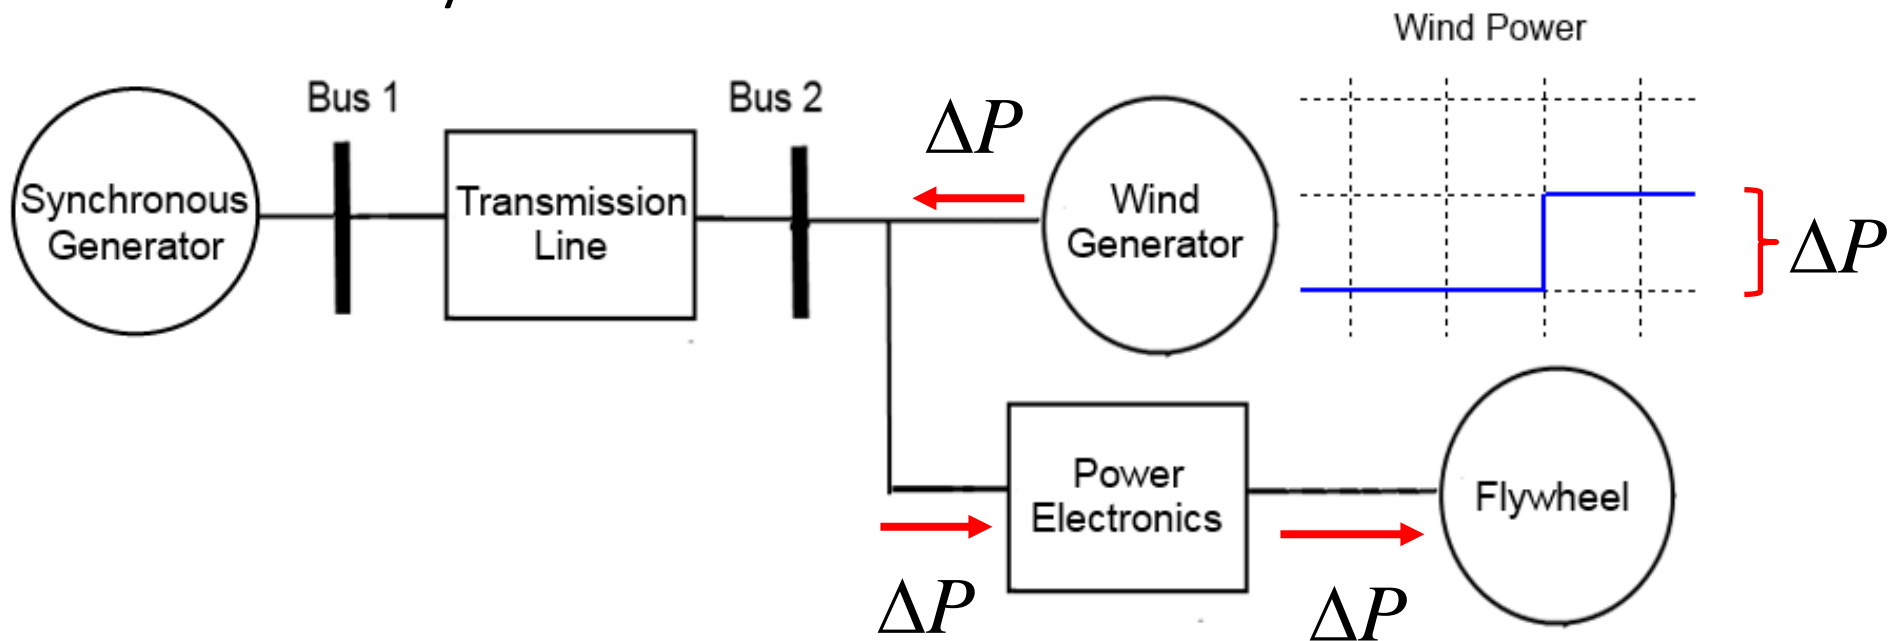 Wind Power
Bus 1
Bus 2
ΔP
Synchronous
Generator
Transmission
Line
Wind
Generator
ΔP
Power
Electronics
Flywheel
ΔP
ΔP